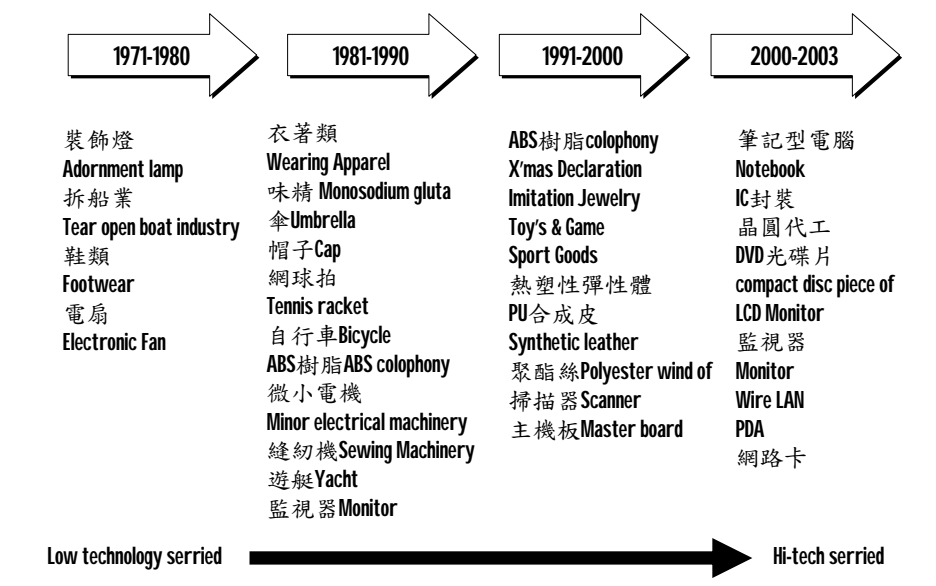 1971-1980
1981-1990
1991-2000
2000-2003
裝飾燈
Adornment lamp
拆船業
Tear open boat industry
鞋類
Footwear
電扇
Electronic Fan
衣著類
Wearing Apparel
味精 Monosodium gluta
傘Umbrella
帽子Cap
網球拍
Tennis racket
自行車Bicycle
ABS樹脂ABS colophony
微小電機
Minor electrical machinery
縫紉機Sewing Machinery
遊艇Yacht
監視器Monitor
ABS樹脂colophony
X'mas Declaration
Imitation Jewelry
Toy's & Game
Sport Goods
熱塑性彈性體
PU合成皮
Synthetic leather
聚酯絲Polyester wind of
掃描器Scanner
主機板Master board
筆記型電腦
Notebook
IC封裝
晶圓代工
DVD光碟片
compact disc piece of
LCD Monitor
監視器
Monitor
Wire LAN
PDA
網路卡
Low technology serried
Hi-tech serried